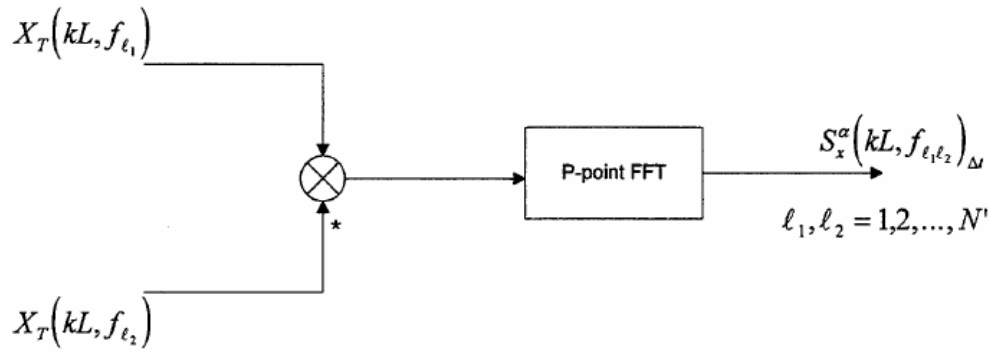 X_T(kL, f_{ℓ_1})
P-point FFT
S_x^α(kL, f_{ℓ_1ℓ_2})_{Δt}
*
ℓ_1, ℓ_2 = 1,2,..., N'
X_T(kL, f_{ℓ_2})